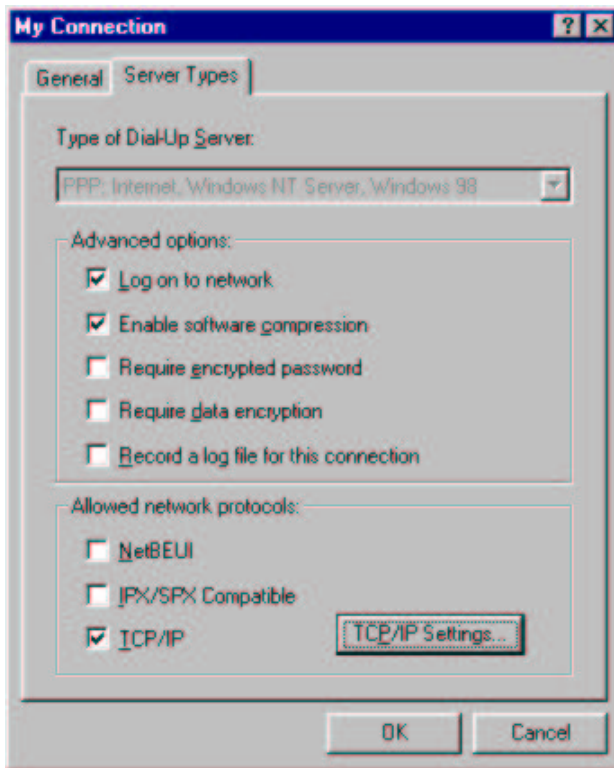 My Connection
General
Server Types
Type of Dial-Up Server:
PPP: Internet, Windows NT Server, Windows 98
Advanced options:
Log on to network
Enable software compression
Require encrypted password
Require data encryption
Record a log file for this connection
Allowed network protocols:
NetBEUI
IPX/SPX Compatible
TCP/IP
TCP/IP Settings...
OK
Cancel